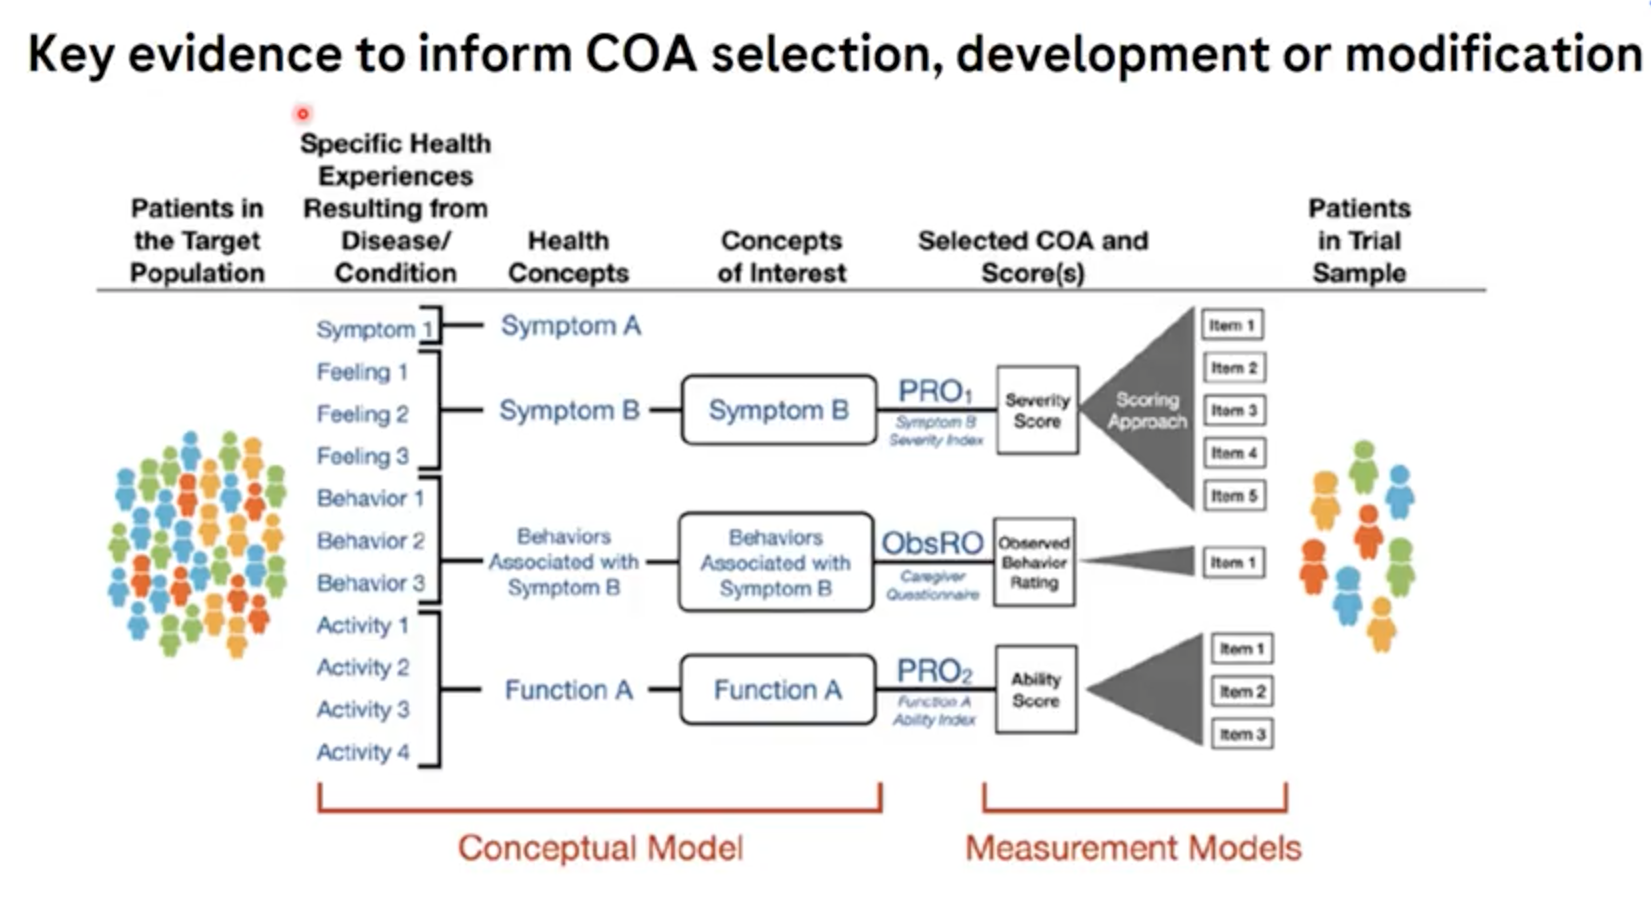 Key evidence to inform COA selection, development or modification
Patients in
the Target
Population
Specific Health
Experiences
Resulting from
Disease/
Condition
Health
Concepts
Concepts
of Interest
Selected COA and
Score(s)
Patients
in Trial
Sample
Symptom 1
Feeling 1
Feeling 2
Feeling 3
Behavior 1
Behavior 2
Behavior 3
Activity 1
Activity 2
Activity 3
Activity 4
Symptom A
Symptom B
Behaviors
Associated with
Symptom B
Function A
Symptom B
Behaviors
Associated with
Symptom B
Function A
PRO₁
Symptom B
Severity Index
ObsRO
Caregiver
Questionnaire
PRO₂
Function A
Ability Index
Severity
Score
Observed
Behavior
Rating
Ability
Score
Scoring
Approach
Item 1
Item 2
Item 3
Item 4
Item 5
Item 1
Item 1
Item 2
Item 3
Conceptual Model
Measurement Models